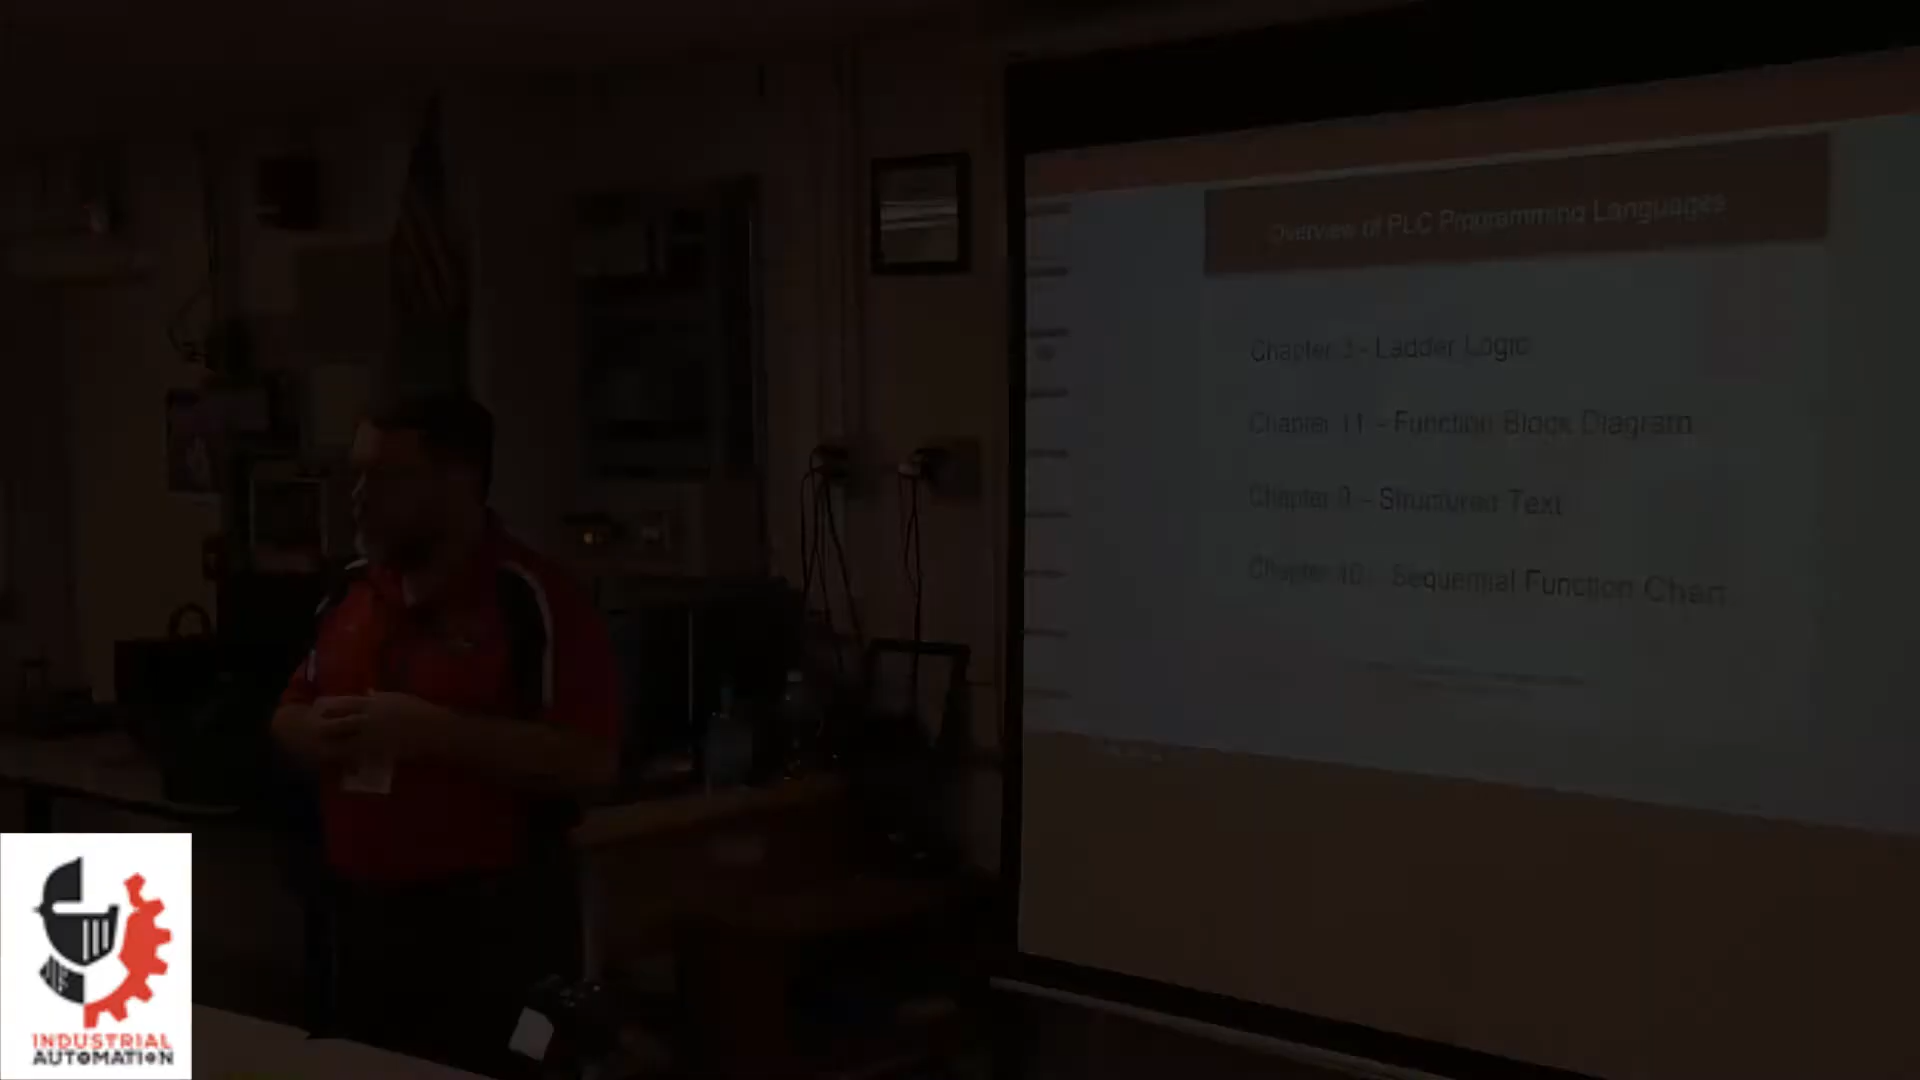 Overview of PLC Programming Languages
Chapter 3 - Ladder Logic
Chapter 11 - Function Block Diagram
Chapter 9 - Structured Text
Chapter 10 - Sequential Function Chart
INDUSTRIAL
AUTOMATION